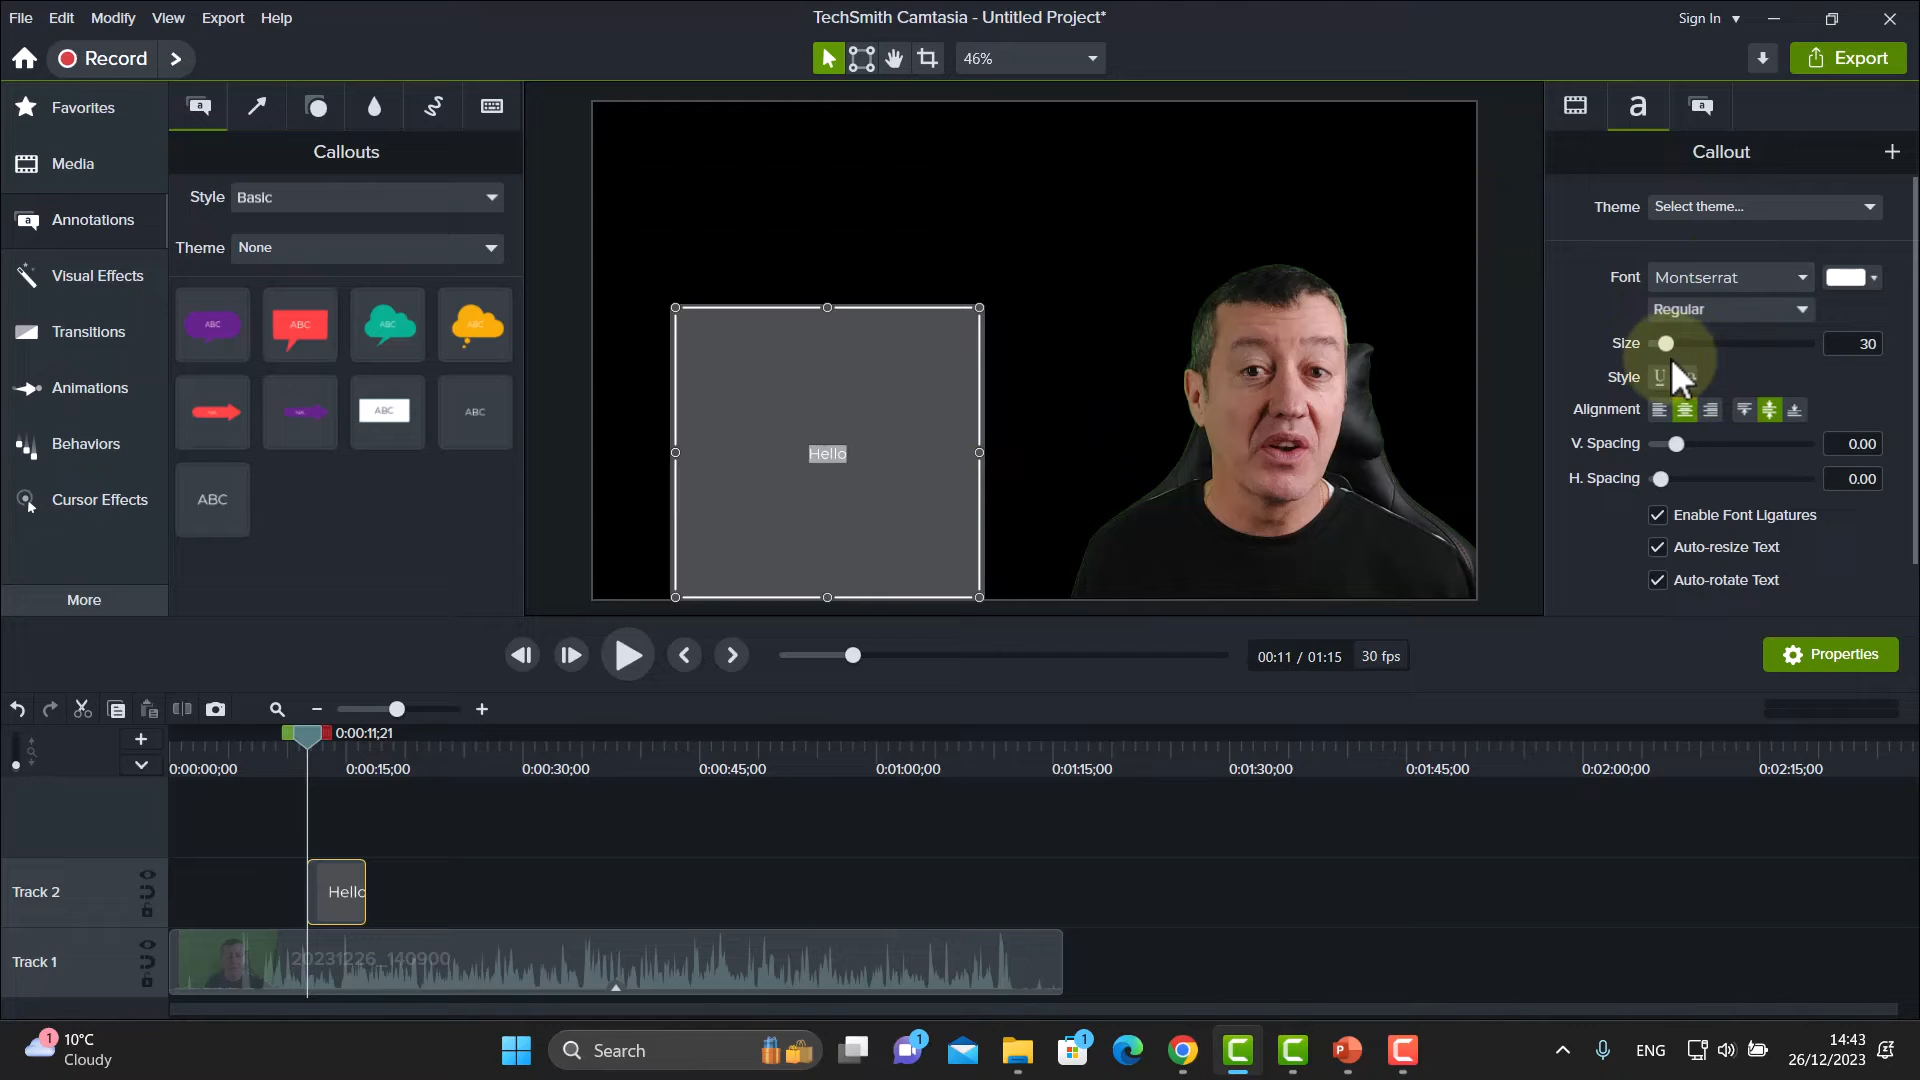 File Edit Modify View Export Help
TechSmith Camtasia - Untitled Project*
Sign In
Record
46%
Export
Favorites
Media
Annotations
Visual Effects
Transitions
Animations
Behaviors
Cursor Effects
More
Callouts
Style Basic
Theme None
ABC ABC ABC ABC
ABC
ABC
ABC
Hello
Callout
Theme Select theme...
Font Montserrat
Regular
Size 30
Style U
Alignment
V. Spacing 0.00
H. Spacing 0.00
Enable Font Ligatures
Auto-resize Text
Auto-rotate Text
00:11 / 01:15 30 fps
Properties
0:00:11;21
0:00:00;00 0:00:15;00 0:00:30;00 0:00:45;00 0:01:00;00 0:01:15;00 0:01:30;00 0:01:45;00 0:02:00;00 0:02:15;00
Track 2
Hello
Track 1
20231226_140900
1
10°C
Cloudy
Search
1
1
ENG
14:43
26/12/2023